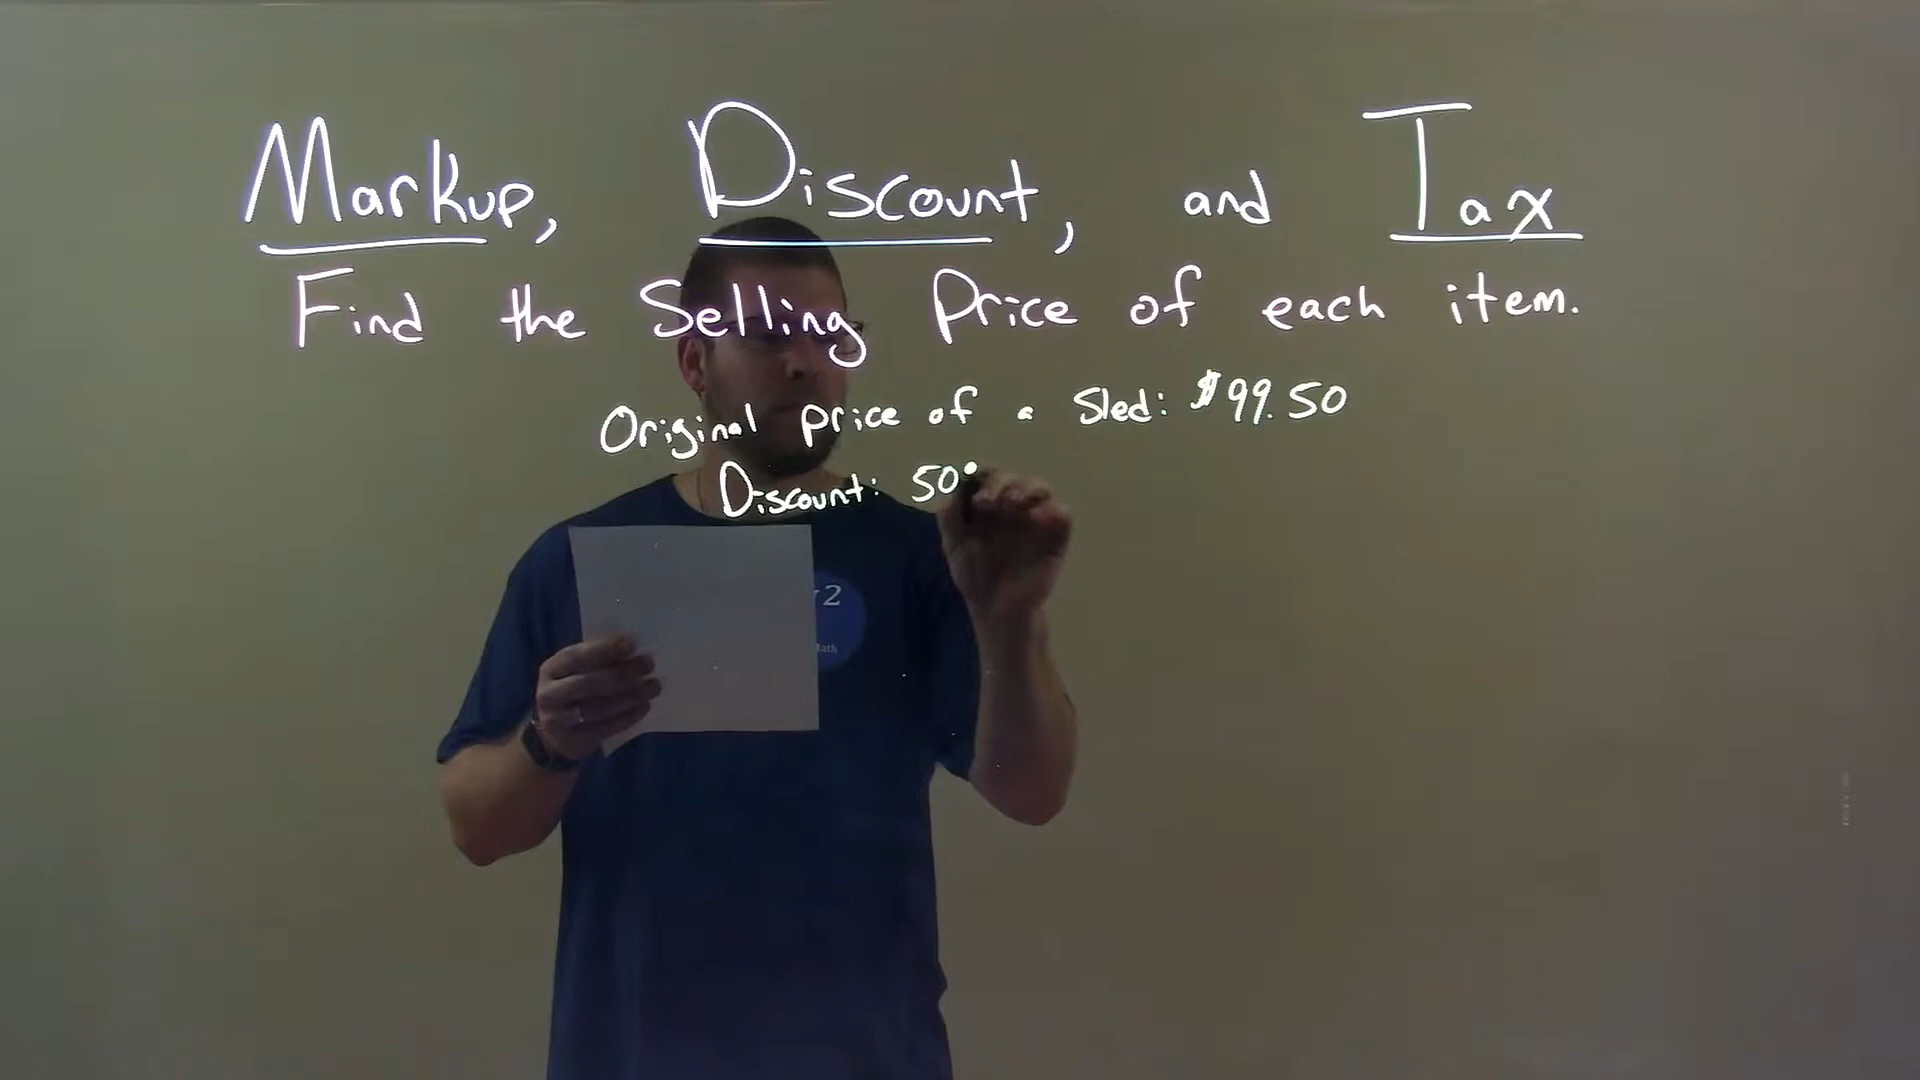 Markup, Discount, and Tax
Find the Selling Price of each item.
Original price of a Sled: $99.50
Discount: 50
2